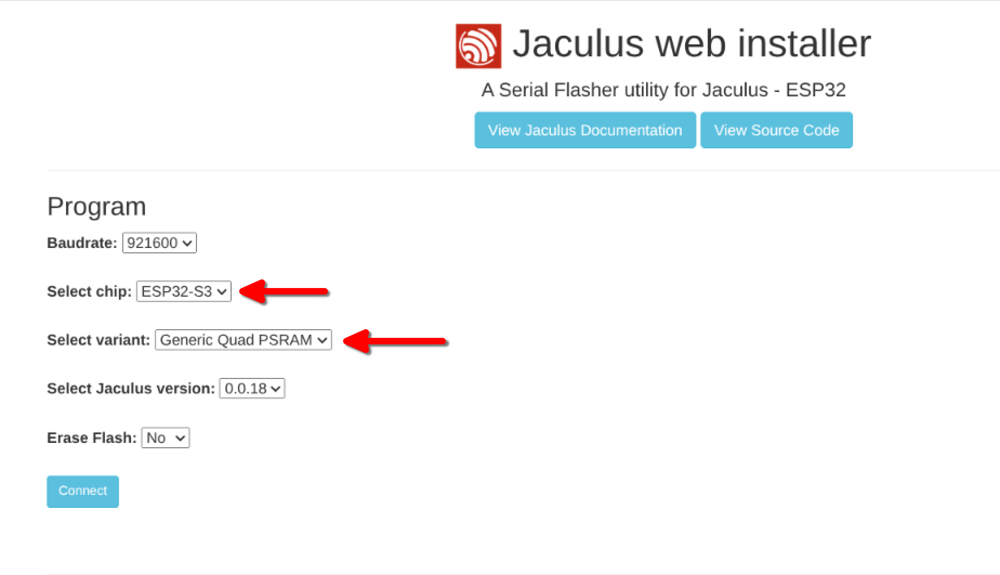 Jaculus web installer
A Serial Flasher utility for Jaculus - ESP32
View Jaculus Documentation View Source Code
Program
Baudrate: 921600
Select chip: ESP32-S3
Select variant: Generic Quad PSRAM
Select Jaculus version: 0.0.18
Erase Flash: No
Connect